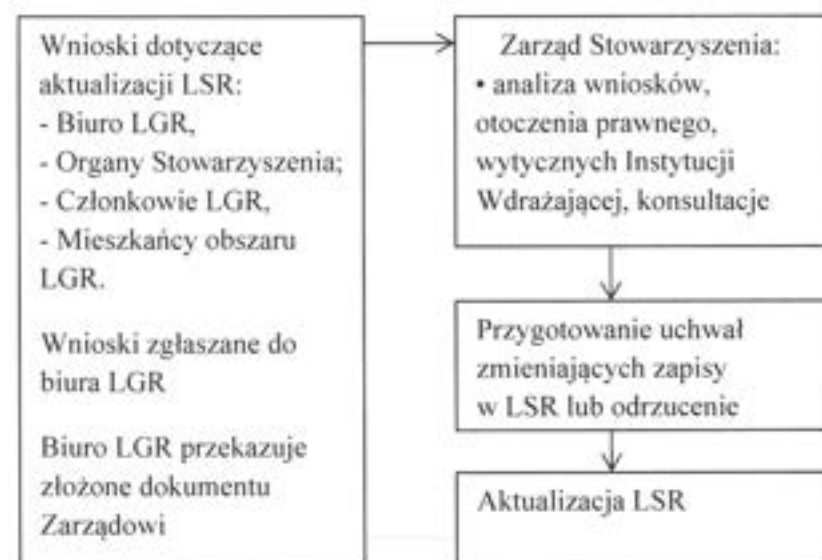 Wnioski dotyczące
aktualizacji LSR:
- Biuro LGR,
- Organy Stowarzyszenia;
- Członkowie LGR,
- Mieszkańcy obszaru
LGR.
Wnioski zgłaszane do
biura LGR
Biuro LGR przekazuje
złożone dokumentu
Zarządowi
Zarząd Stowarzyszenia:
• analiza wniosków,
otoczenia prawnego,
wytycznych Instytucji
Wdrażającej, konsultacje
Przygotowanie uchwał
zmieniających zapisy
w LSR lub odrzucenie
Aktualizacja LSR